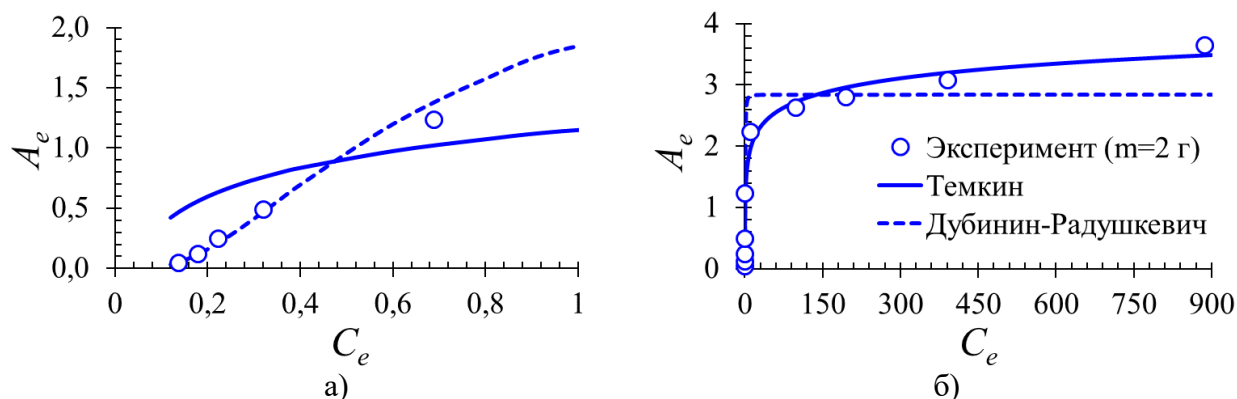 2,0
1,5
1,0
0,5
0,0
0 0,2 0,4 0,6 0,8 1
A_e
C_e
а)
4
3
2
1
0
0 150 300 450 600 750 900
A_e
C_e
Эксперимент (m=2 г)
Темкин
Дубинин-Радушкевич
б)